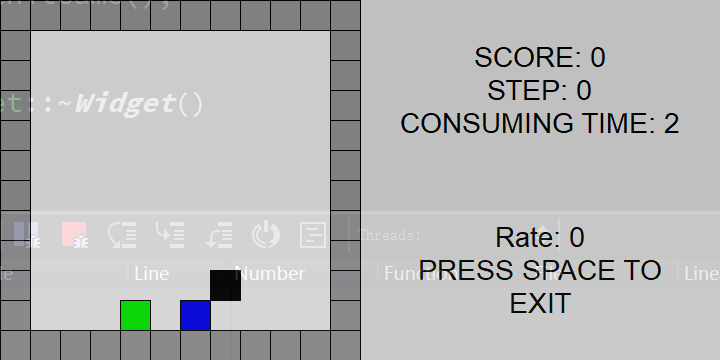 SCORE: 0
STEP: 0
CONSUMING TIME: 2
et::~Widget()
Threads:
Rate: 0
Line
Number
Line
PRESS SPACE TO
EXIT